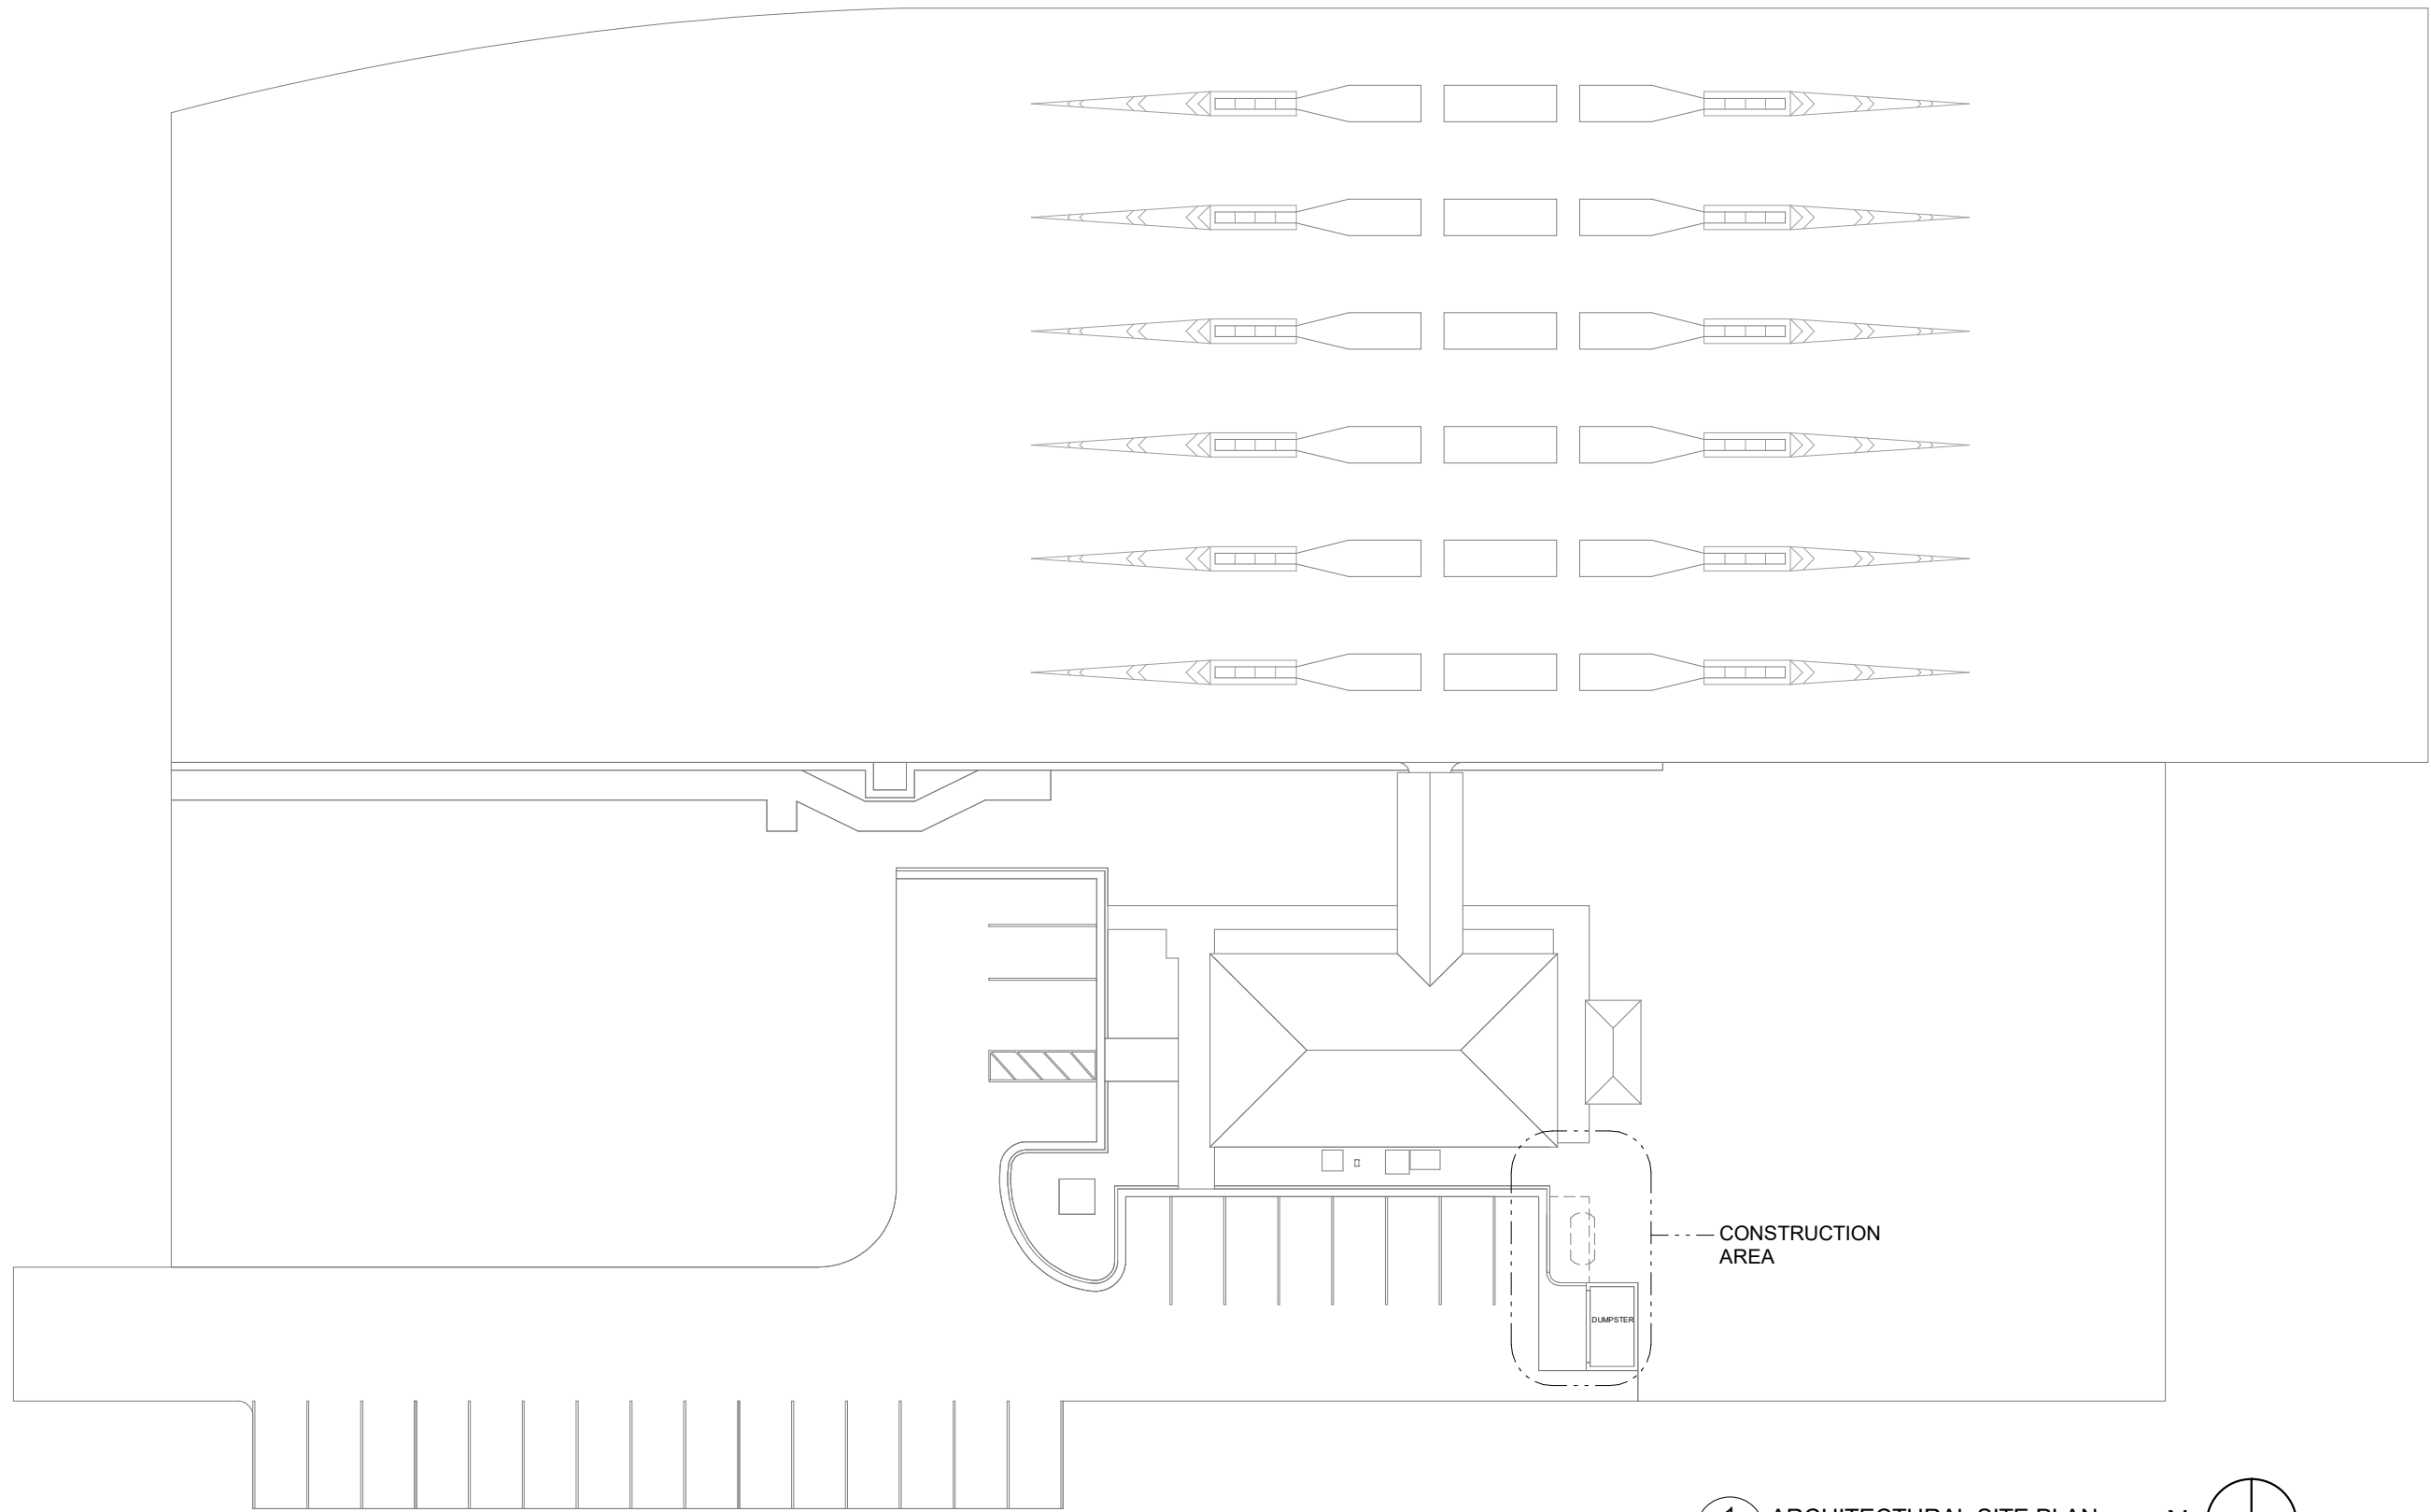 CONSTRUCTION
AREA
DUMPSTER
1 ARCHITECTURAL SITE PLAN N